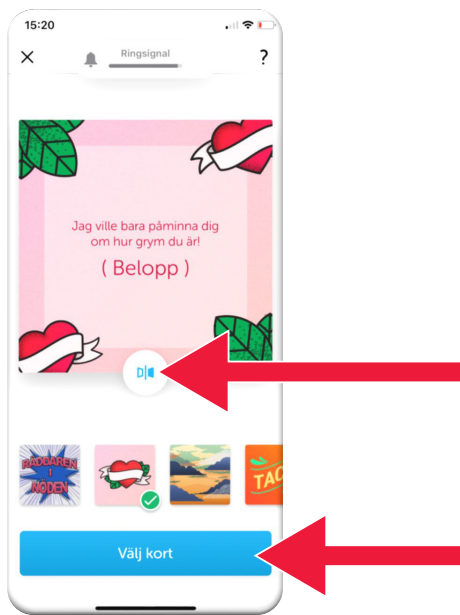 15:20
Ringsignal
?
Jag ville bara påminna dig
om hur grym du är!
( Belopp )
RÄDDAREN
I
NÖDEN
TAC
Välj kort